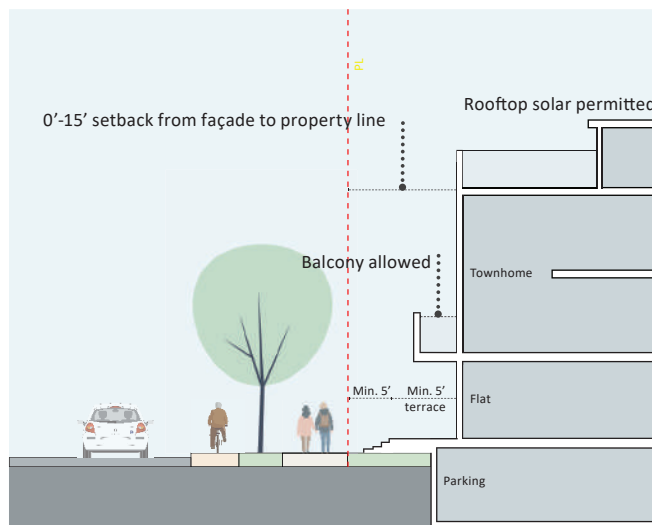 PL
Rooftop solar permitted
0’-15’ setback from façade to property line
Balcony allowed
Townhome
Min. 5’
Min. 5’
terrace
Flat
Parking